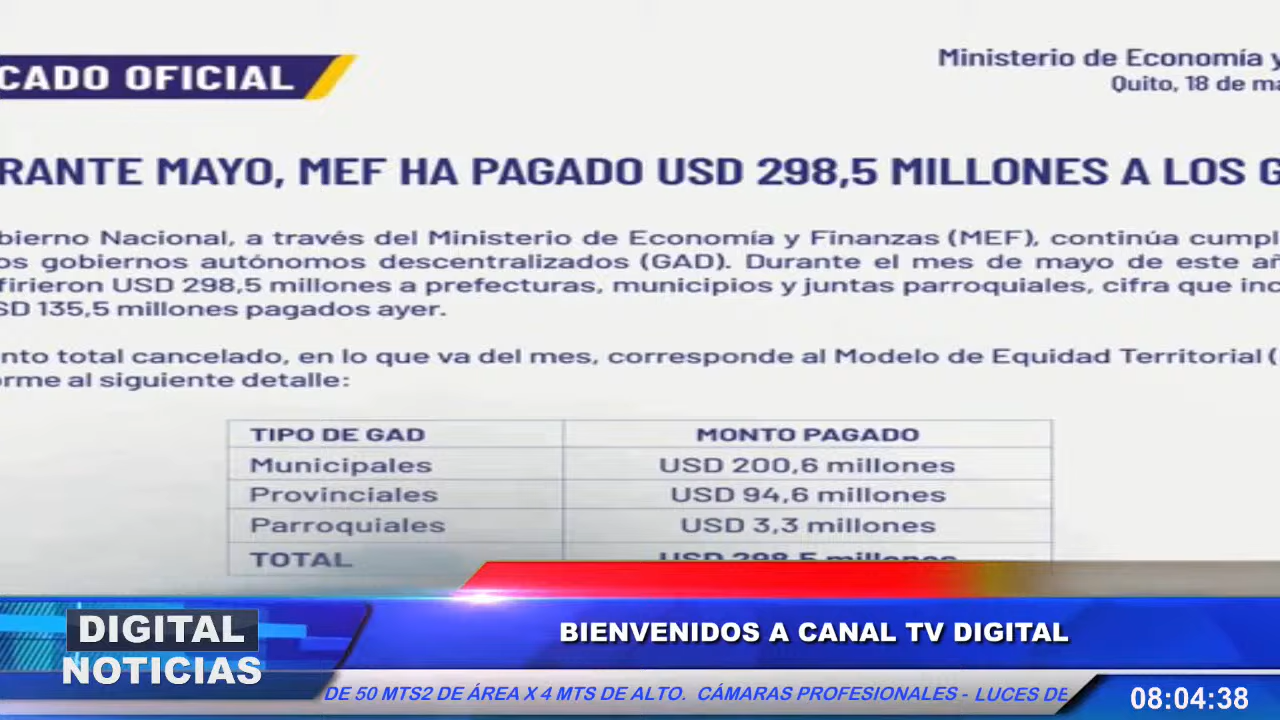 CADO OFICIAL
Ministerio de Economía y
Quito, 18 de ma
RANTE MAYO, MEF HA PAGADO USD 298,5 MILLONES A LOS G
bierno Nacional, a través del Ministerio de Economía y Finanzas (MEF), continúa cumpl
os gobiernos autónomos descentralizados (GAD). Durante el mes de mayo de este añ
firieron USD 298,5 millones a prefecturas, municipios y juntas parroquiales, cifra que inc
SD 135,5 millones pagados ayer.
nto total cancelado, en lo que va del mes, corresponde al Modelo de Equidad Territorial (
orme al siguiente detalle:
TIPO DE GAD MONTO PAGADO
Municipales USD 200,6 millones
Provinciales USD 94,6 millones
Parroquiales USD 3,3 millones
TOTAL USD 298,5 millones
BIENVENIDOS A CANAL TV DIGITAL
DIGITAL
NOTICIAS
DE 50 MTS2 DE ÁREA X 4 MTS DE ALTO. CÁMARAS PROFESIONALES - LUCES DE
08:04:38